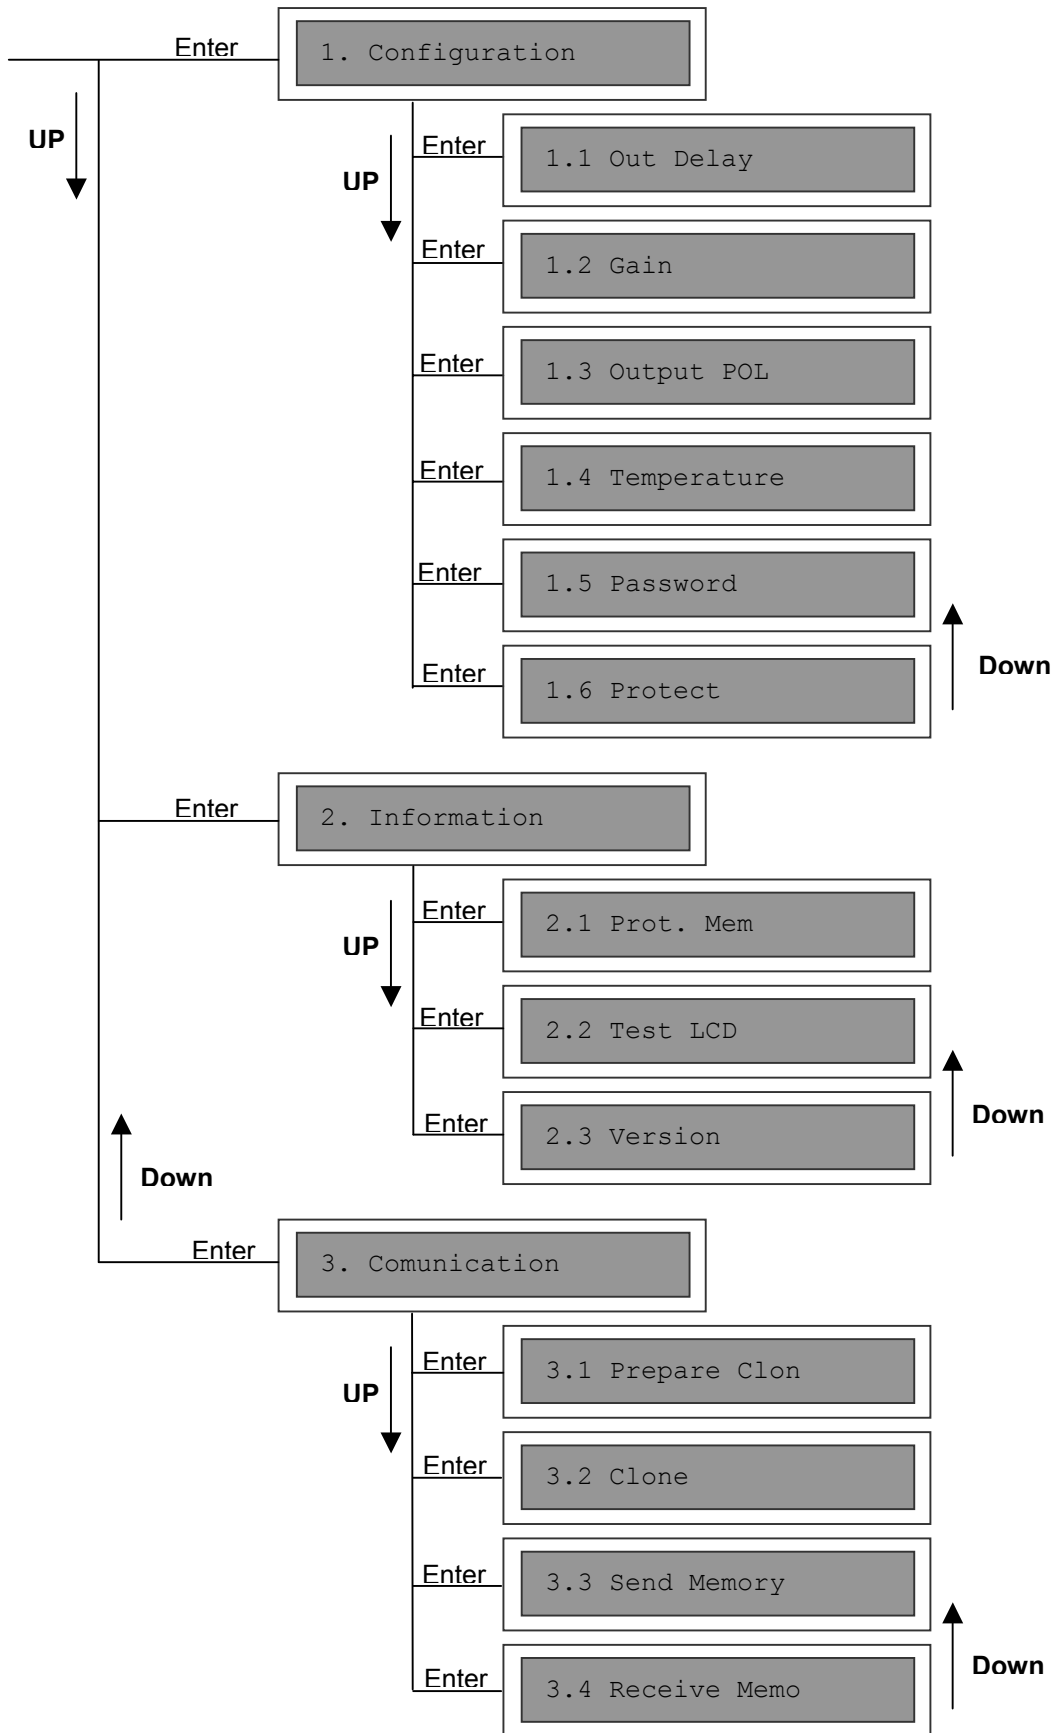 Enter
1. Configuration
UP
Enter
1.1 Out Delay
UP
Enter
1.2 Gain
Enter
1.3 Output POL
Enter
1.4 Temperature
Enter
1.5 Password
Down
Enter
1.6 Protect
Enter
2. Information
Enter
2.1 Prot. Mem
UP
Enter
2.2 Test LCD
Down
Enter
2.3 Version
Down
Enter
3. Comunication
Enter
3.1 Prepare Clon
UP
Enter
3.2 Clone
Enter
3.3 Send Memory
Down
Enter
3.4 Receive Memo